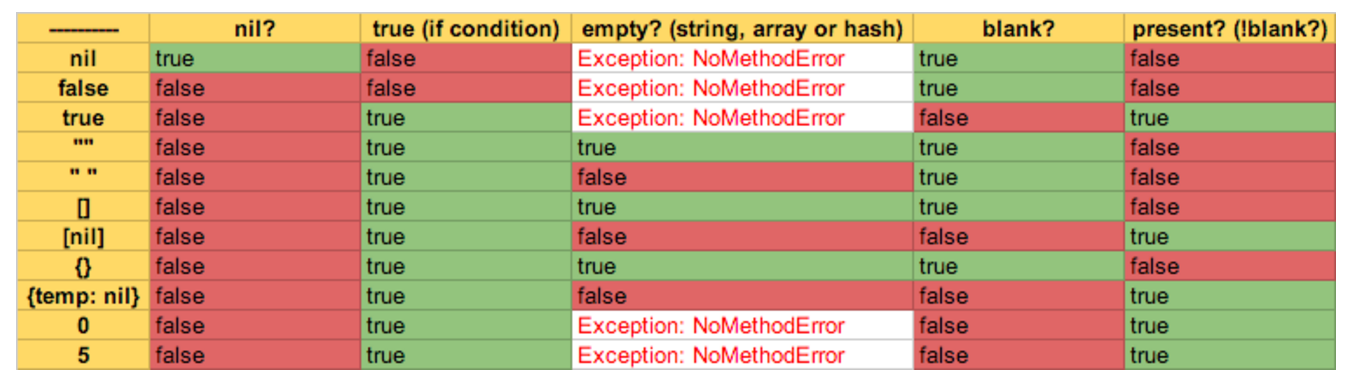 ---------- nil? true (if condition) empty? (string, array or hash) blank? present? (!blank?)
nil true false Exception: NoMethodError true false
false false false Exception: NoMethodError true false
true false true Exception: NoMethodError false true
"" false true true true false
" " false true false true false
[] false true true true false
[nil] false true false false true
{} false true true true false
{temp: nil} false true false false true
0 false true Exception: NoMethodError false true
5 false true Exception: NoMethodError false true